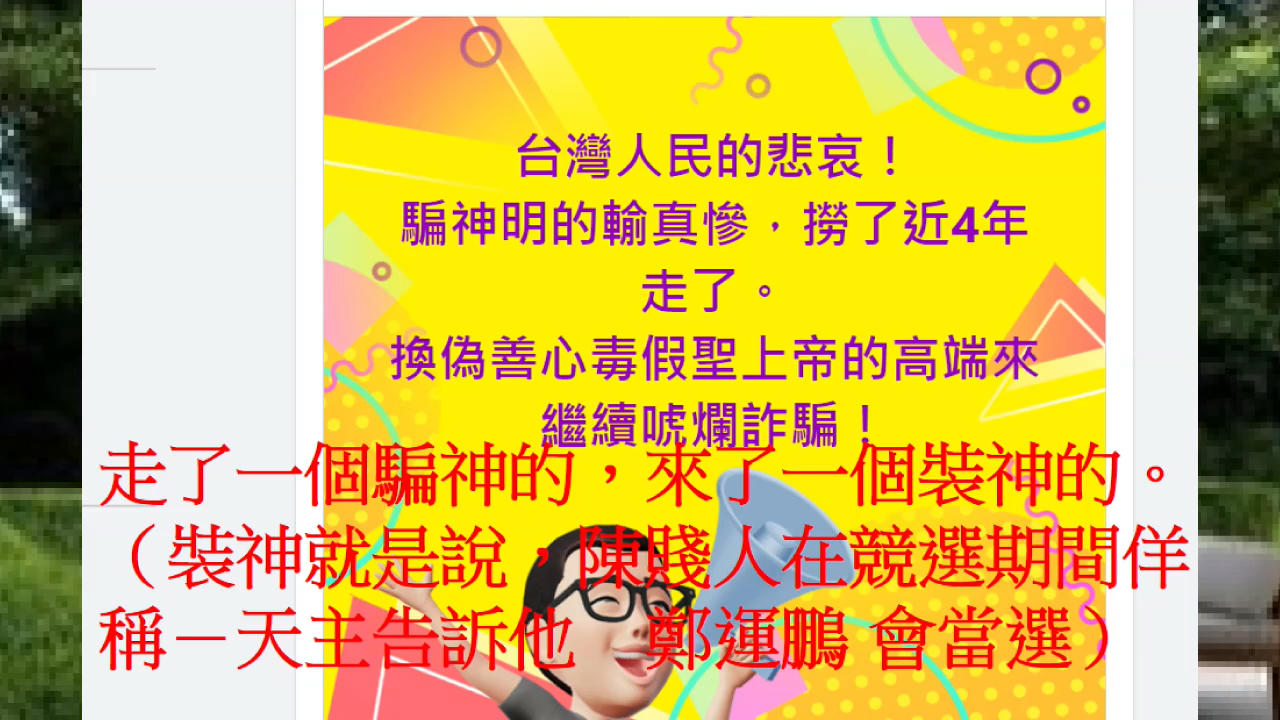 台灣人民的悲哀！
騙神明的輸真慘，撈了近4年
走了。
換偽善心毒假聖上帝的高端來
繼續唬爛詐騙！
走了一個騙神的，來了一個裝神的。
（裝神就是說，陳賤人在競選期間佯
稱－天主告訴他　鄭運鵬 會當選）